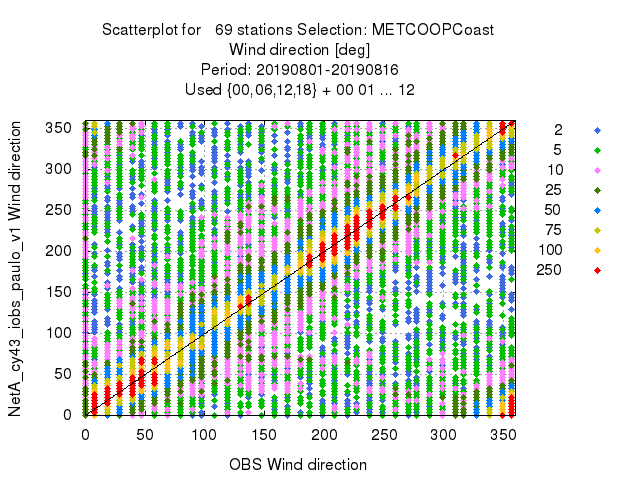 Scatterplot for 69 stations Selection: METCOOPCoast
Wind direction [deg]
Period: 20190801-20190816
Used {00,06,12,18} + 00 01 ... 12
NetA_cy43_iobs_paulo_v1 Wind direction
350
300
250
200
150
100
50
0
0 50 100 150 200 250 300 350
OBS Wind direction
2
5
10
25
50
75
100
250